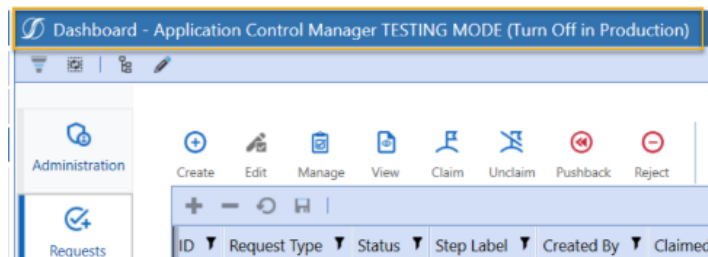 Dashboard - Application Control Manager TESTING MODE (Turn Off in Production)
Administration
Create Edit Manage View Claim Unclaim Pushback Reject
Requests
ID Request Type Status Step Label Created By Claimed